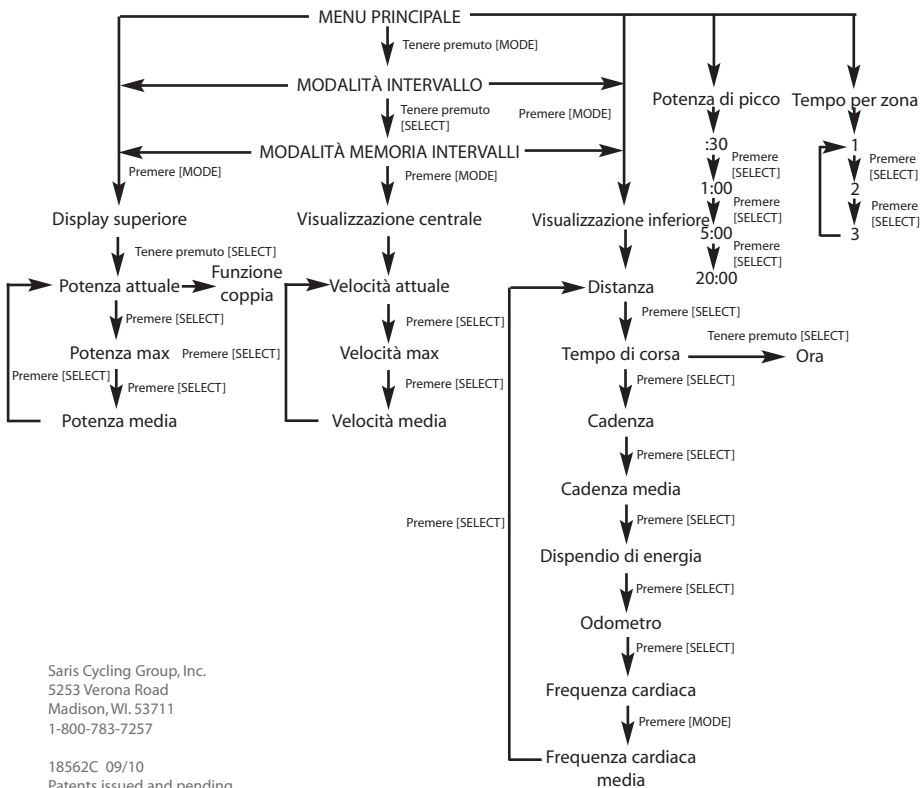 MENU PRINCIPALE
Tenere premuto [MODE]
MODALITÀ INTERVALLO
Tenere premuto
[SELECT]
Premere [MODE]
Potenza di picco
Tempo per zona
:30
Premere
[SELECT]
1:00
Premere
[SELECT]
5:00
Premere
[SELECT]
20:00
1
Premere
[SELECT]
2
Premere
[SELECT]
3
MODALITÀ MEMORIA INTERVALLI
Premere [MODE]
Premere [MODE]
Display superiore
Visualizzazione centrale
Visualizzazione inferiore
Tenere premuto [SELECT]
Potenza attuale
Funzione
coppia
Premere [SELECT]
Potenza max
Premere [SELECT]
Premere [SELECT]
Premere [SELECT]
Potenza media
Velocità attuale
Premere [SELECT]
Velocità max
Premere [SELECT]
Velocità media
Distanza
Premere [SELECT]
Tempo di corsa
Tenere premuto [SELECT]
Ora
Premere [SELECT]
Cadenza
Premere [SELECT]
Cadenza media
Premere [SELECT]
Premere [SELECT]
Dispendio di energia
Premere [SELECT]
Odometro
Premere [SELECT]
Frequenza cardiaca
Premere [MODE]
Frequenza cardiaca
media
Saris Cycling Group, Inc.
5253 Verona Road
Madison, WI. 53711
1-800-783-7257
18562C 09/10
Patents issued and pending